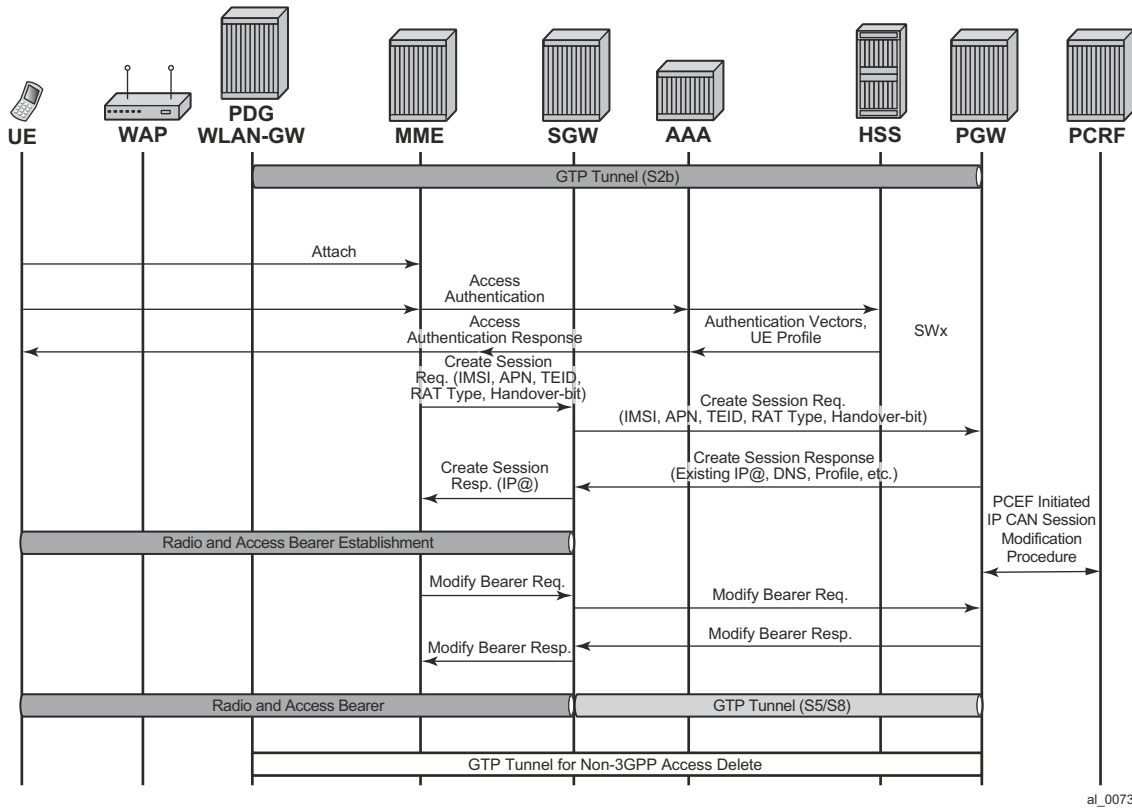 UE
WAP
PDG
WLAN-GW
MME
SGW
AAA
HSS
PGW
PCRF
GTP Tunnel (S2b)
Attach
Access
Authentication
Access
Authentication Response
Authentication Vectors,
UE Profile
SWx
Create Session
Req. (IMSI, APN, TEID,
RAT Type, Handover-bit)
Create Session Req.
(IMSI, APN, TEID, RAT Type, Handover-bit)
Create Session Response
(Existing IP@, DNS, Profile, etc.)
Create Session
Resp. (IP@)
PCEF Initiated
IP CAN Session
Modification
Procedure
Radio and Access Bearer Establishment
Modify Bearer Req.
Modify Bearer Req.
Modify Bearer Resp.
Modify Bearer Resp.
Radio and Access Bearer
GTP Tunnel (S5/S8)
GTP Tunnel for Non-3GPP Access Delete
al_0073